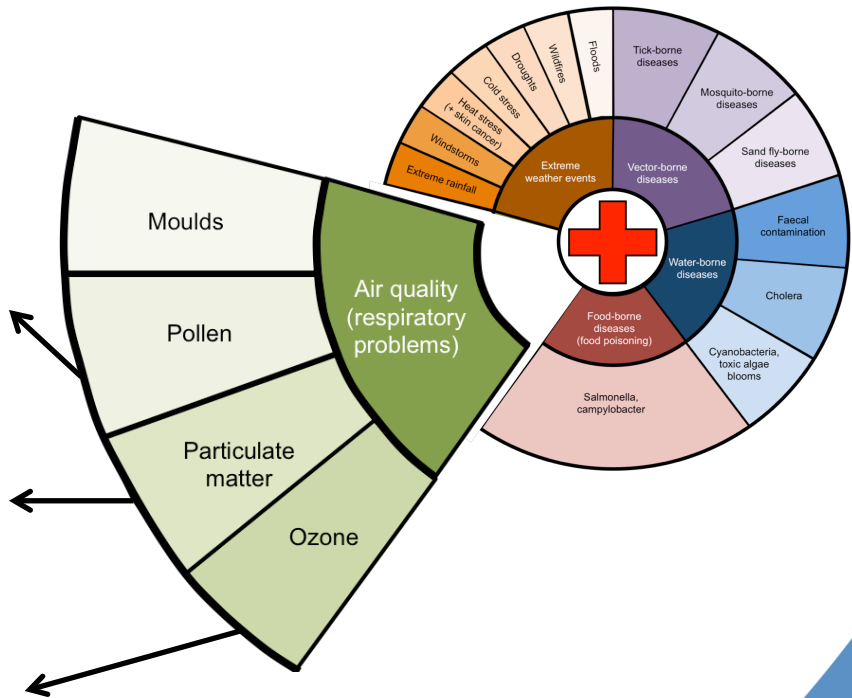 Moulds
Pollen
Particulate
matter
Ozone
Air quality
(respiratory
problems)
Extreme rainfall
Windstorms
Heat stress
(+ skin cancer)
Cold stress
Droughts
Wildfires
Floods
Extreme
weather events
Tick-borne
diseases
Mosquito-borne
diseases
Sand fly-borne
diseases
Vector-borne
diseases
Faecal
contamination
Cholera
Cyanobacteria,
toxic algae
blooms
Water-borne
diseases
Food-borne
diseases
(food poisoning)
Salmonella,
campylobacter